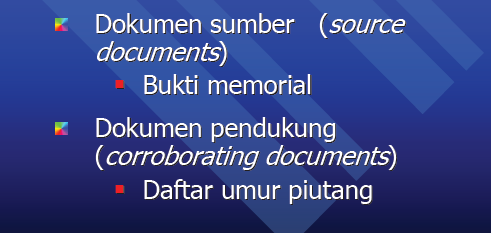 Dokumen sumber (source
documents)
Bukti memorial
Dokumen pendukung
(corroborating documents)
Daftar umur piutang